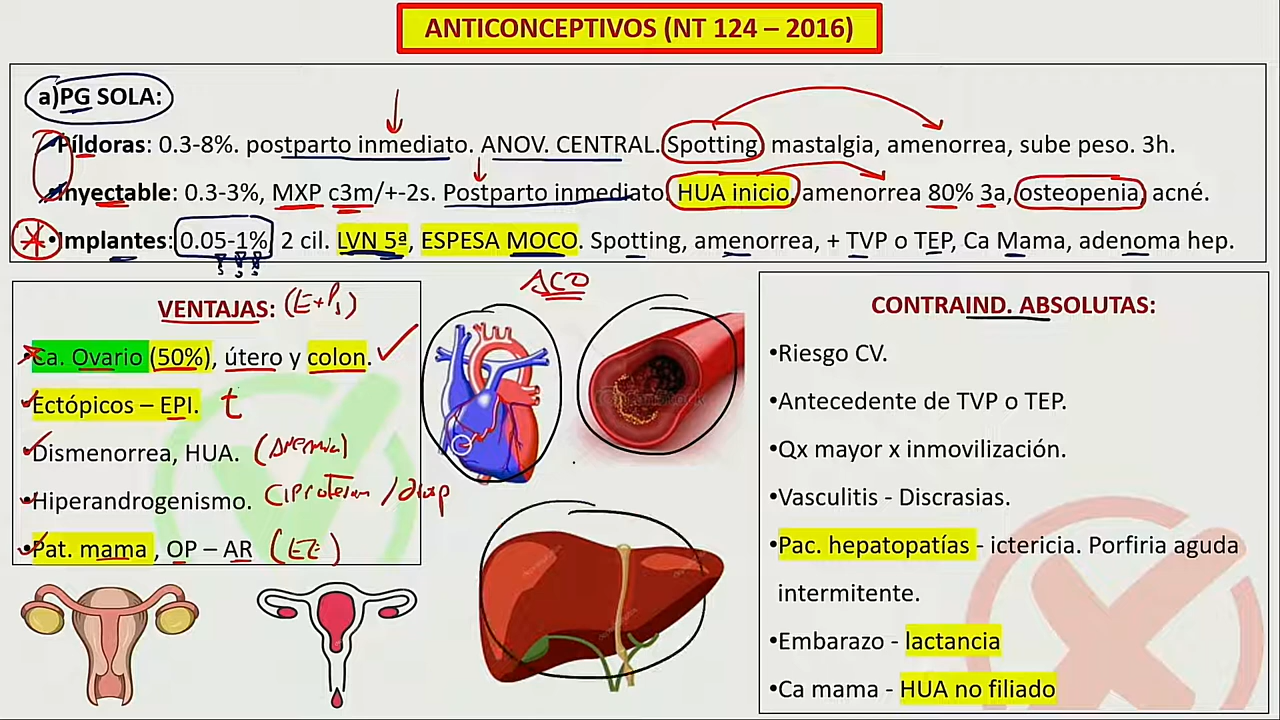 ANTICONCEPTIVOS (NT 124 – 2016)
a)PG SOLA:
Píldoras: 0.3-8%. postparto inmediato. ANOV. CENTRAL. Spotting, mastalgia, amenorrea, sube peso. 3h.
Inyectable: 0.3-3%, MXP c3m/+-2s. Postparto inmediato. HUA inicio, amenorrea 80% 3a, osteopenia, acné.
•Implantes: 0.05-1%, 2 cil. LVN 5ª, ESPESA MOCO. Spotting, amenorrea, + TVP o TEP, Ca Mama, adenoma hep.
VENTAJAS: (E+Ps)
•Ca. Ovario (50%), útero y colon.
•Ectópicos – EPI. t
•Dismenorrea, HUA. (Anemia)
•Hiperandrogenismo.
•Pat. mama , OP – AR
ACO
CONTRAIND. ABSOLUTAS:
•Riesgo CV.
•Antecedente de TVP o TEP.
•Qx mayor x inmovilización.
•Vasculitis - Discrasias.
•Pac. hepatopatías - ictericia. Porfiria aguda
intermitente.
•Embarazo - lactancia
•Ca mama - HUA no filiado